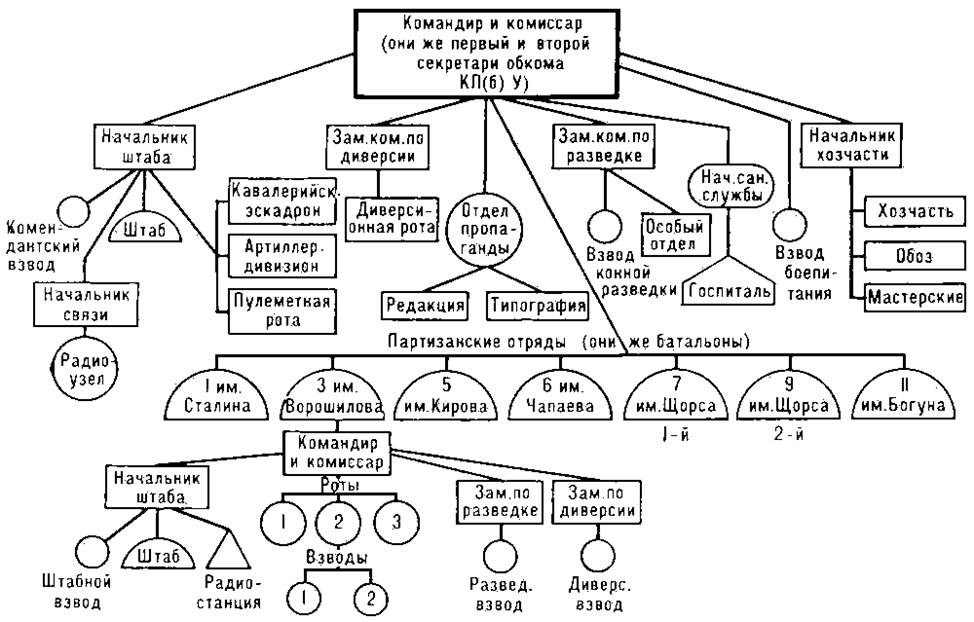 Командир и комиссар
(они же первый и второй
секретари обкома
КП(б) У)
Начальник
штаба
Зам.ком.по
диверсии
Зам.ком.по
разведке
Начальник
хозчасти
Нач.сан.
службы
Кавалерийск.
эскадрон
Артиллер.
дивизион
Пулеметная
рота
Комен-
дантский
взвод
Штаб
Начальник
связи
Радио-
узел
Диверси-
онная рота
Отдел
пропа-
ганды
Редакция
Типография
Взвод
конной
разведки
Особый
отдел
Госпиталь
Взвод
боепи-
тания
Хозчасть
Обоз
Мастерские
Партизанские отряды (они же батальоны)
1 им.
Сталина
3 им.
Ворошилова
5
им.Кирова
6 им.
Чапаева
7
им.Щорса
1-й
9
им.Щорса
2-й
11
им.Богуна
Командир
и комиссар
Начальник
штаба
Роты
1 2 3
Взводы
1 2
Зам.по
разведке
Зам.по
диверсии
Штабной
взвод
Штаб
Радио-
станция
Развед.
взвод
Диверс.
взвод